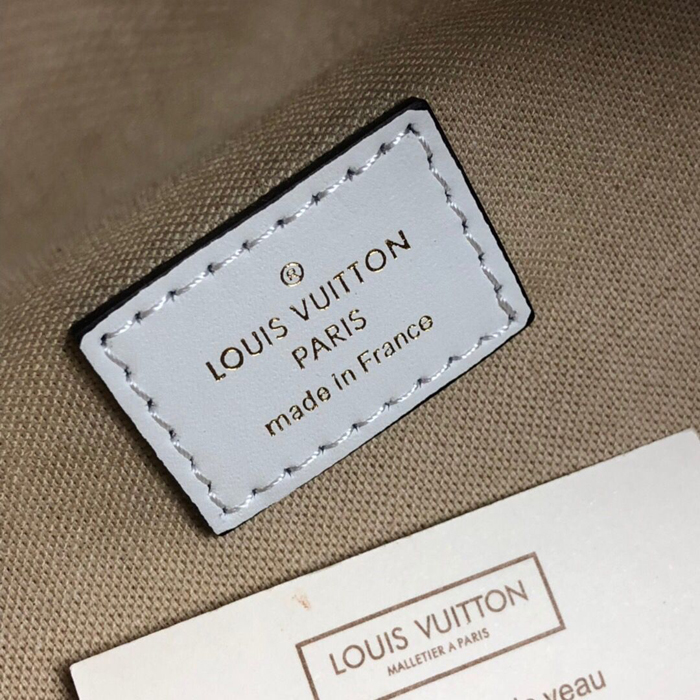 ®
LOUIS VUITTON
PARIS
made in France
LOUIS VUITTON
MALLETIER A PARIS
veau